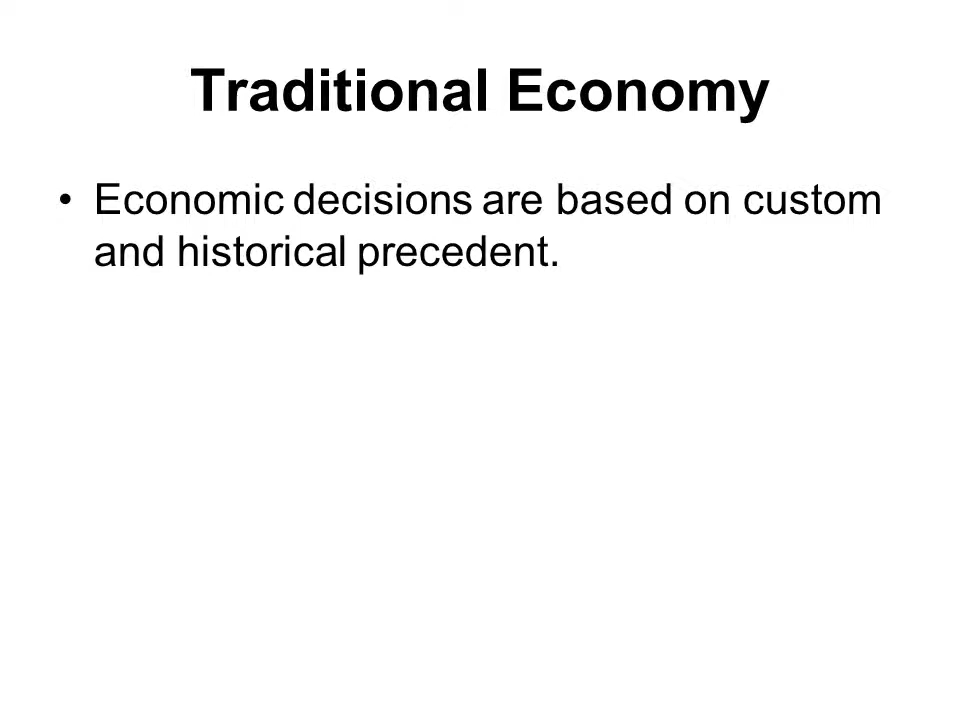 Traditional Economy
• Economic decisions are based on custom
and historical precedent.